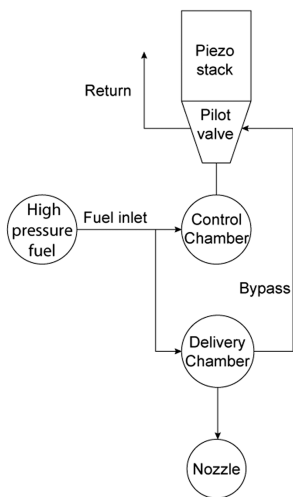 Piezo
stack
Return
Pilot
valve
High
pressure
fuel
Fuel inlet
Control
Chamber
Bypass
Delivery
Chamber
Nozzle